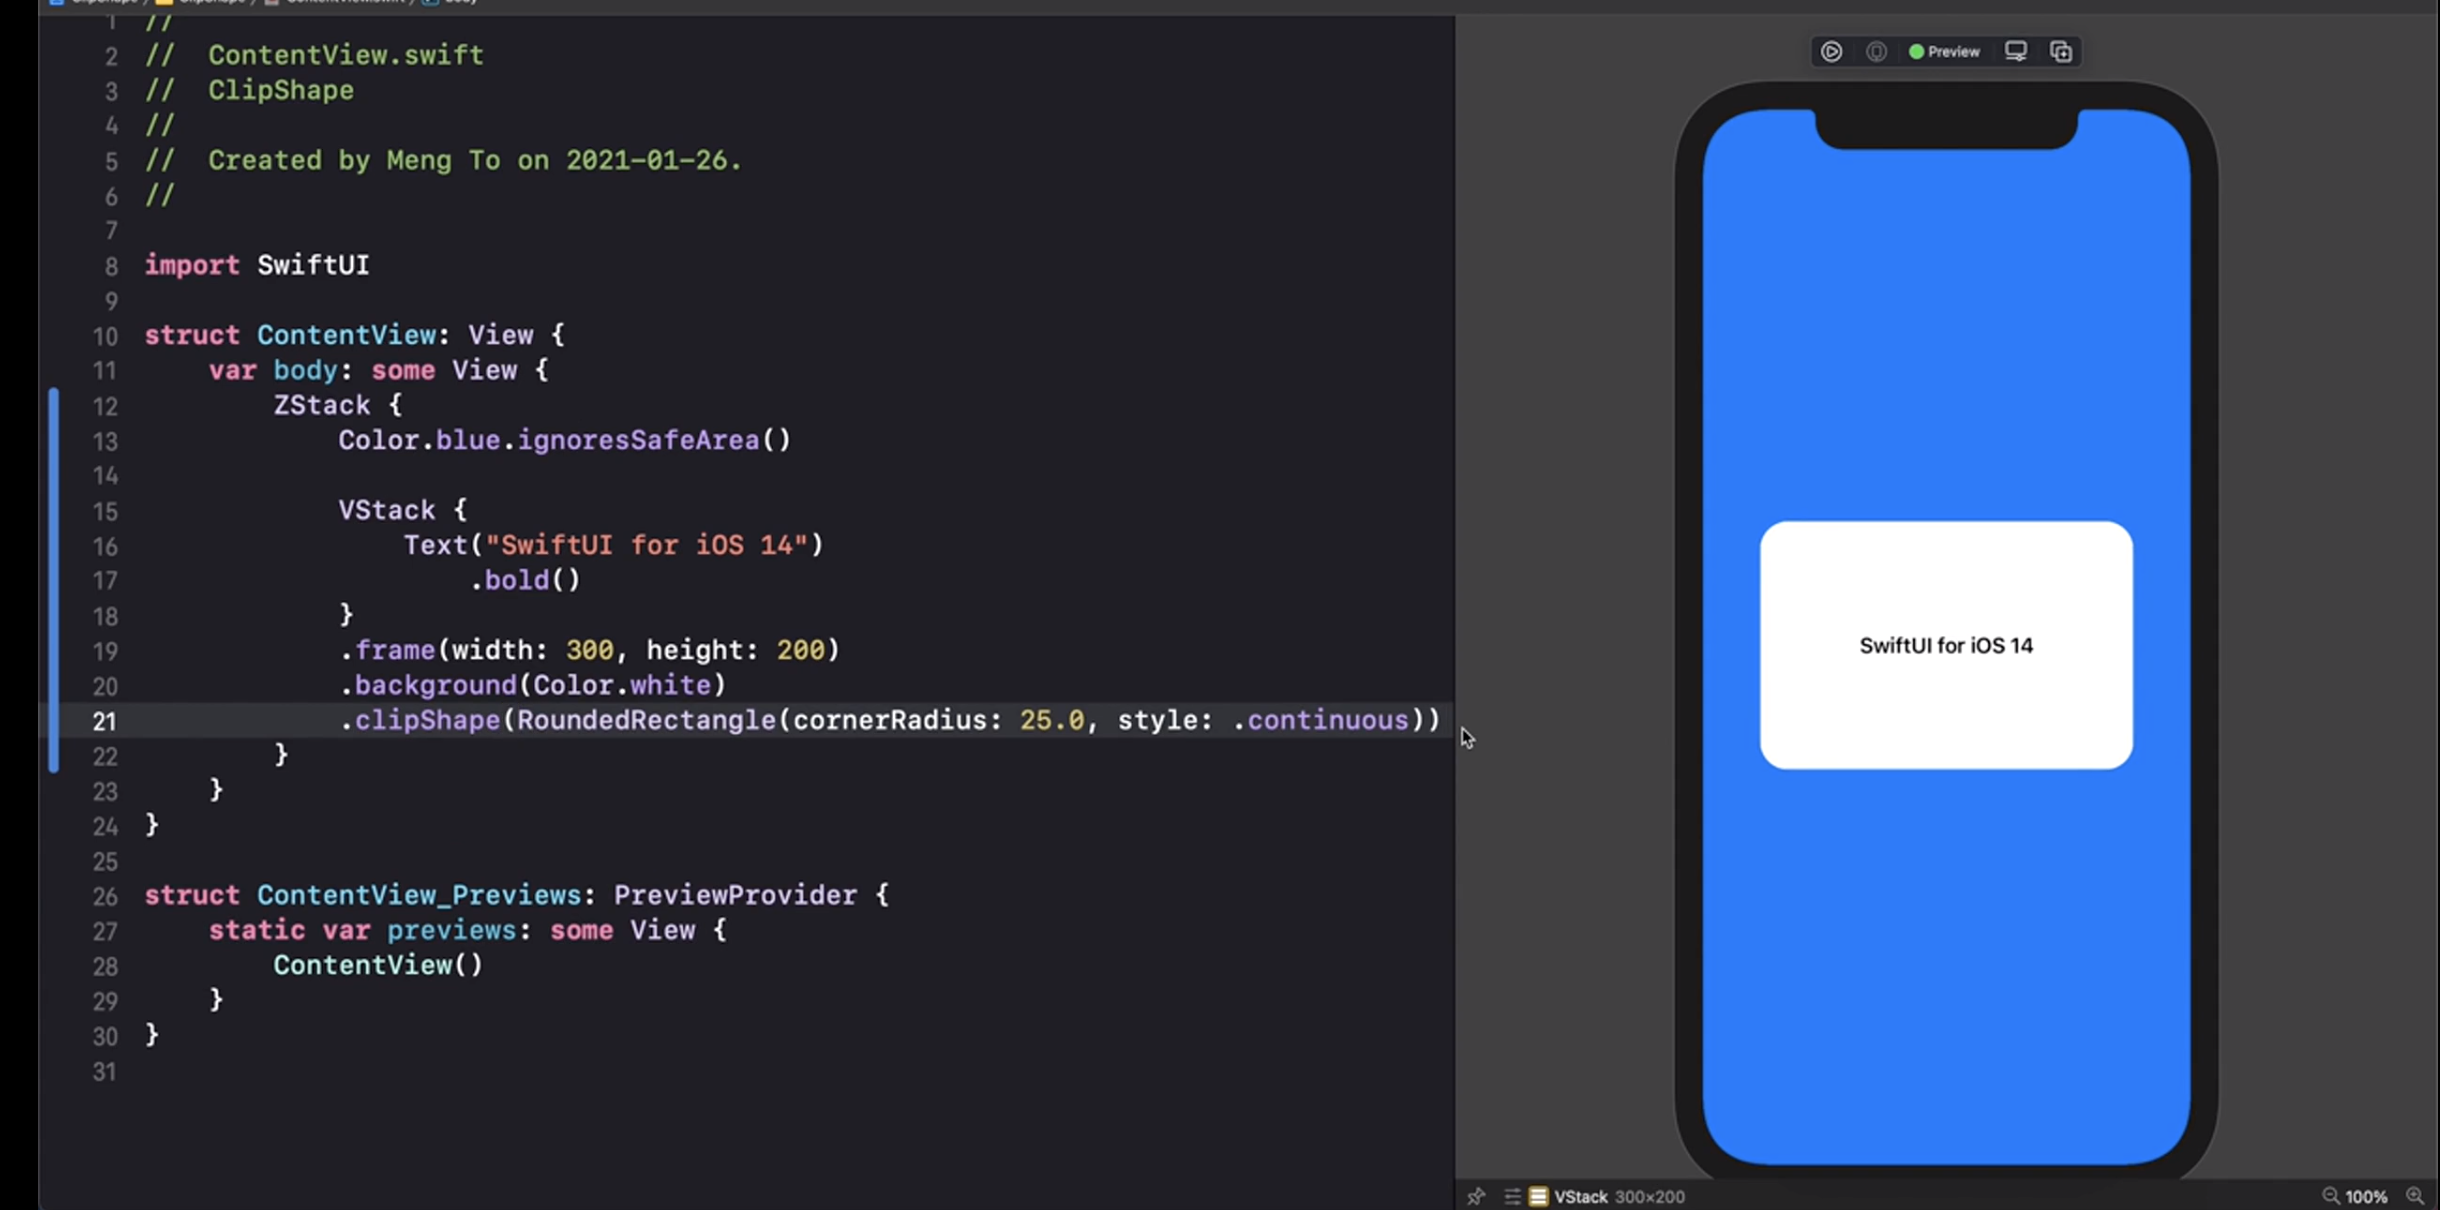 1 //
2 //  ContentView.swift
3 //  ClipShape
4 //
5 //  Created by Meng To on 2021-01-26.
6 //
7
8 import SwiftUI
9
10 struct ContentView: View {
11     var body: some View {
12         ZStack {
13             Color.blue.ignoresSafeArea()
14
15             VStack {
16                 Text("SwiftUI for iOS 14")
17                     .bold()
18             }
19             .frame(width: 300, height: 200)
20             .background(Color.white)
21             .clipShape(RoundedRectangle(cornerRadius: 25.0, style: .continuous))
22         }
23     }
24 }
25
26 struct ContentView_Previews: PreviewProvider {
27     static var previews: some View {
28         ContentView()
29     }
30 }
31
Preview
SwiftUI for iOS 14
VStack 300×200
100%